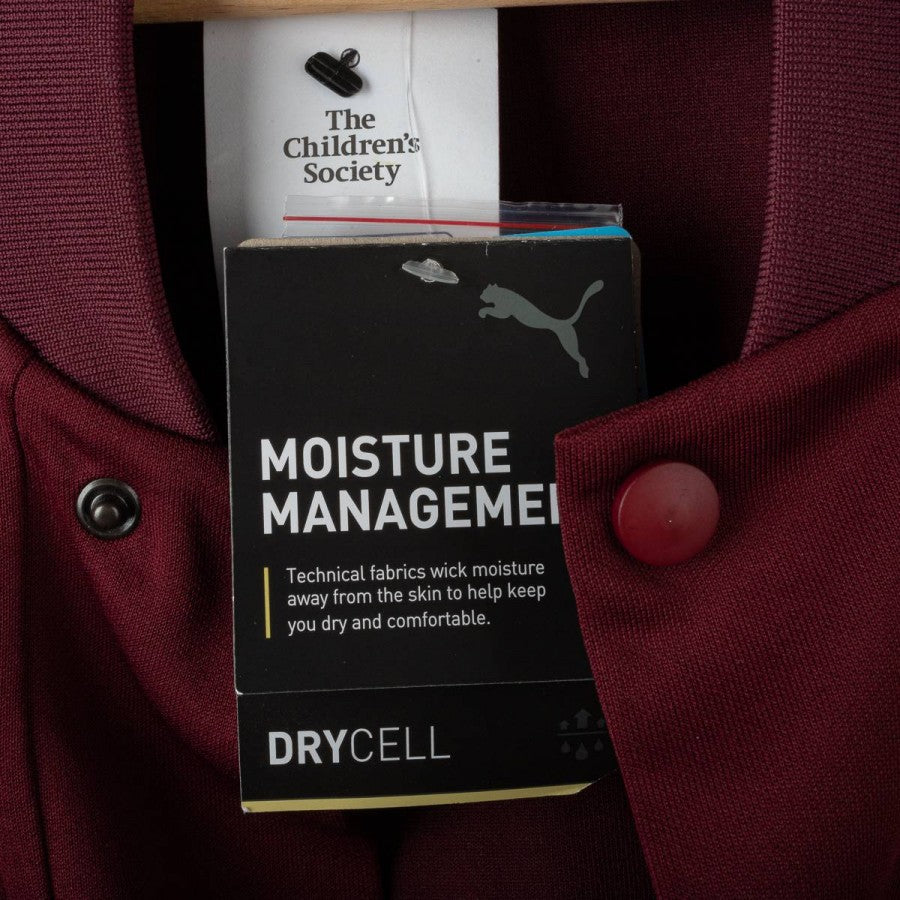 The
Children's
Society
MOISTURE
MANAGEME
Technical fabrics wick moisture
away from the skin to help keep
you dry and comfortable.
DRYCELL